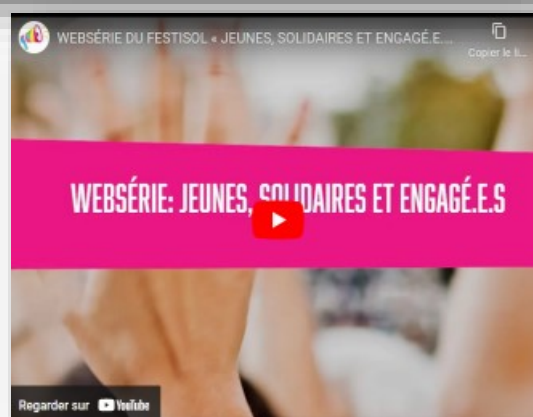 WEBSÉRIE DU FESTISOL « JEUNES, SOLIDAIRES ET ENGAGÉ.E...
Copier le li...
WEBSÉRIE: JEUNES, SOLIDAIRES ET ENGAGÉ.E.S
Regarder sur YouTube